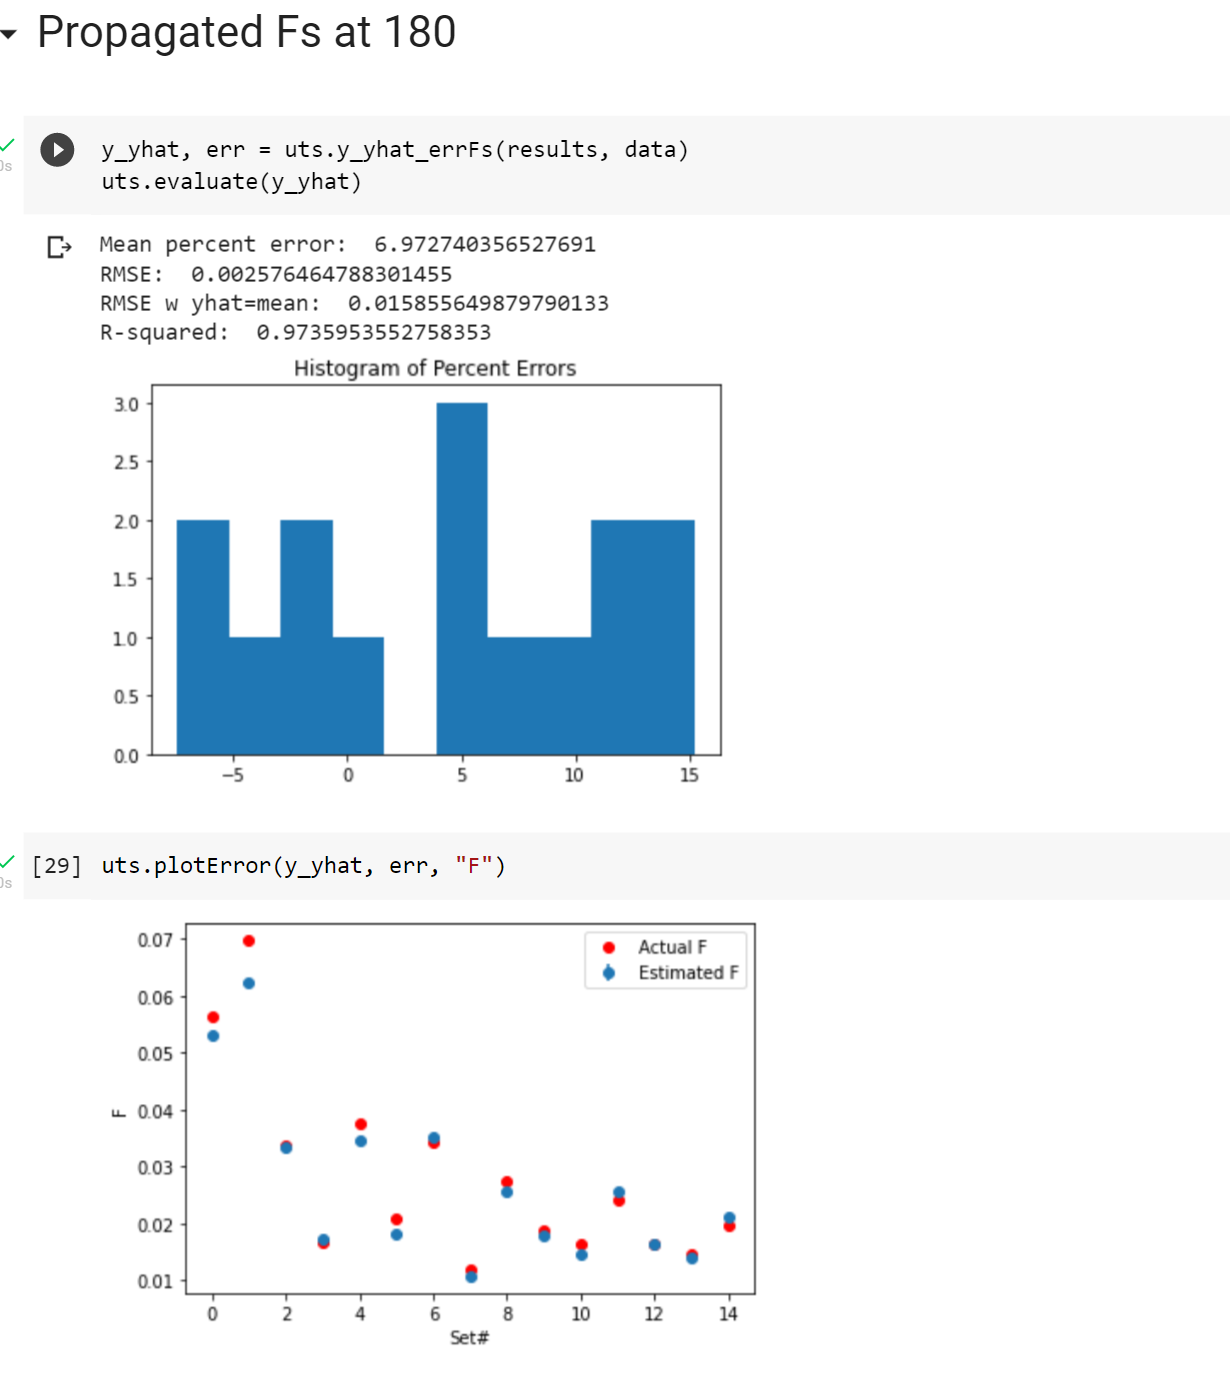 Propagated Fs at 180
0s
y_yhat, err = uts.y_yhat_errFs(results, data)
uts.evaluate(y_yhat)
Mean percent error:  6.972740356527691
RMSE:  0.002576464788301455
RMSE w yhat=mean:  0.015855649879790133
R-squared:  0.9735953552758353
Histogram of Percent Errors
3.0
2.5
2.0
1.5
1.0
0.5
0.0
−5 0 5 10 15
0s
[29] uts.plotError(y_yhat, err, "F")
Actual F
Estimated F
0.07
0.06
0.05
0.04
0.03
0.02
0.01
F
0 2 4 6 8 10 12 14
Set#